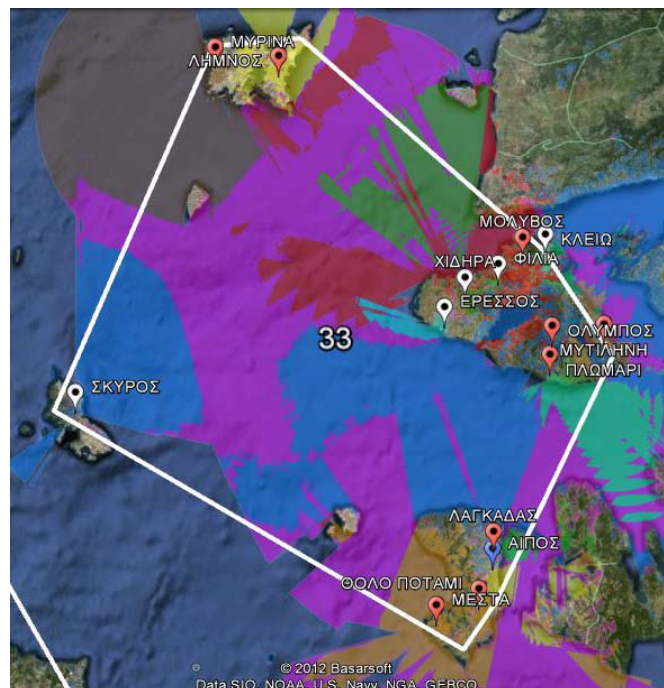 ΜΥΡΙΝΑ
ΛΗΜΝΟΣ
ΜΟΛΥΒΟΣ
ΚΛΕΙΩ
ΦΙΛΙΑ
ΧΙΔΗΡΑ
ΕΡΕΣΣΟΣ
33
ΟΛΥΜΠΟΣ
ΜΥΤΙΛΗΝΗ
ΠΛΩΜΑΡΙ
ΣΚΥΡΟΣ
ΛΑΓΚΑΔΑΣ
ΑΙΠΟΣ
ΘΟΛΟ ΠΟΤΑΜΙ
ΜΕΣΤΑ
© 2012 Basarsoft
Data SIO, NOAA, U.S. Navy, NGA, GEBCO